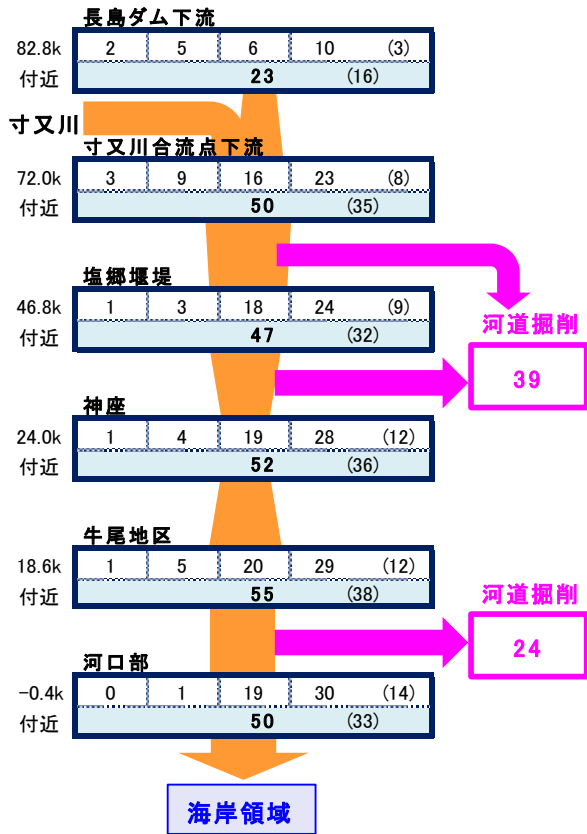 長島ダム下流
82.8k 2 5 6 10 (3)
付近 23 (16)
寸又川
寸又川合流点下流
72.0k 3 9 16 23 (8)
付近 50 (35)
塩郷堰堤
46.8k 1 3 18 24 (9)
付近 47 (32)
河道掘削
39
神座
24.0k 1 4 19 28 (12)
付近 52 (36)
牛尾地区
18.6k 1 5 20 29 (12)
付近 55 (38)
河道掘削
24
河口部
-0.4k 0 1 19 30 (14)
付近 50 (33)
海岸領域